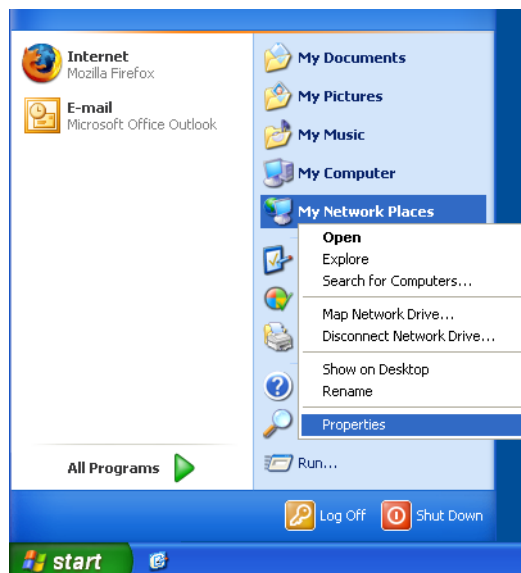 Internet
Mozilla Firefox
E-mail
Microsoft Office Outlook
All Programs
My Documents
My Pictures
My Music
My Computer
My Network Places
Open
Explore
Search for Computers...
Map Network Drive...
Disconnect Network Drive...
Show on Desktop
Rename
Properties
Run...
Log Off
Shut Down
start